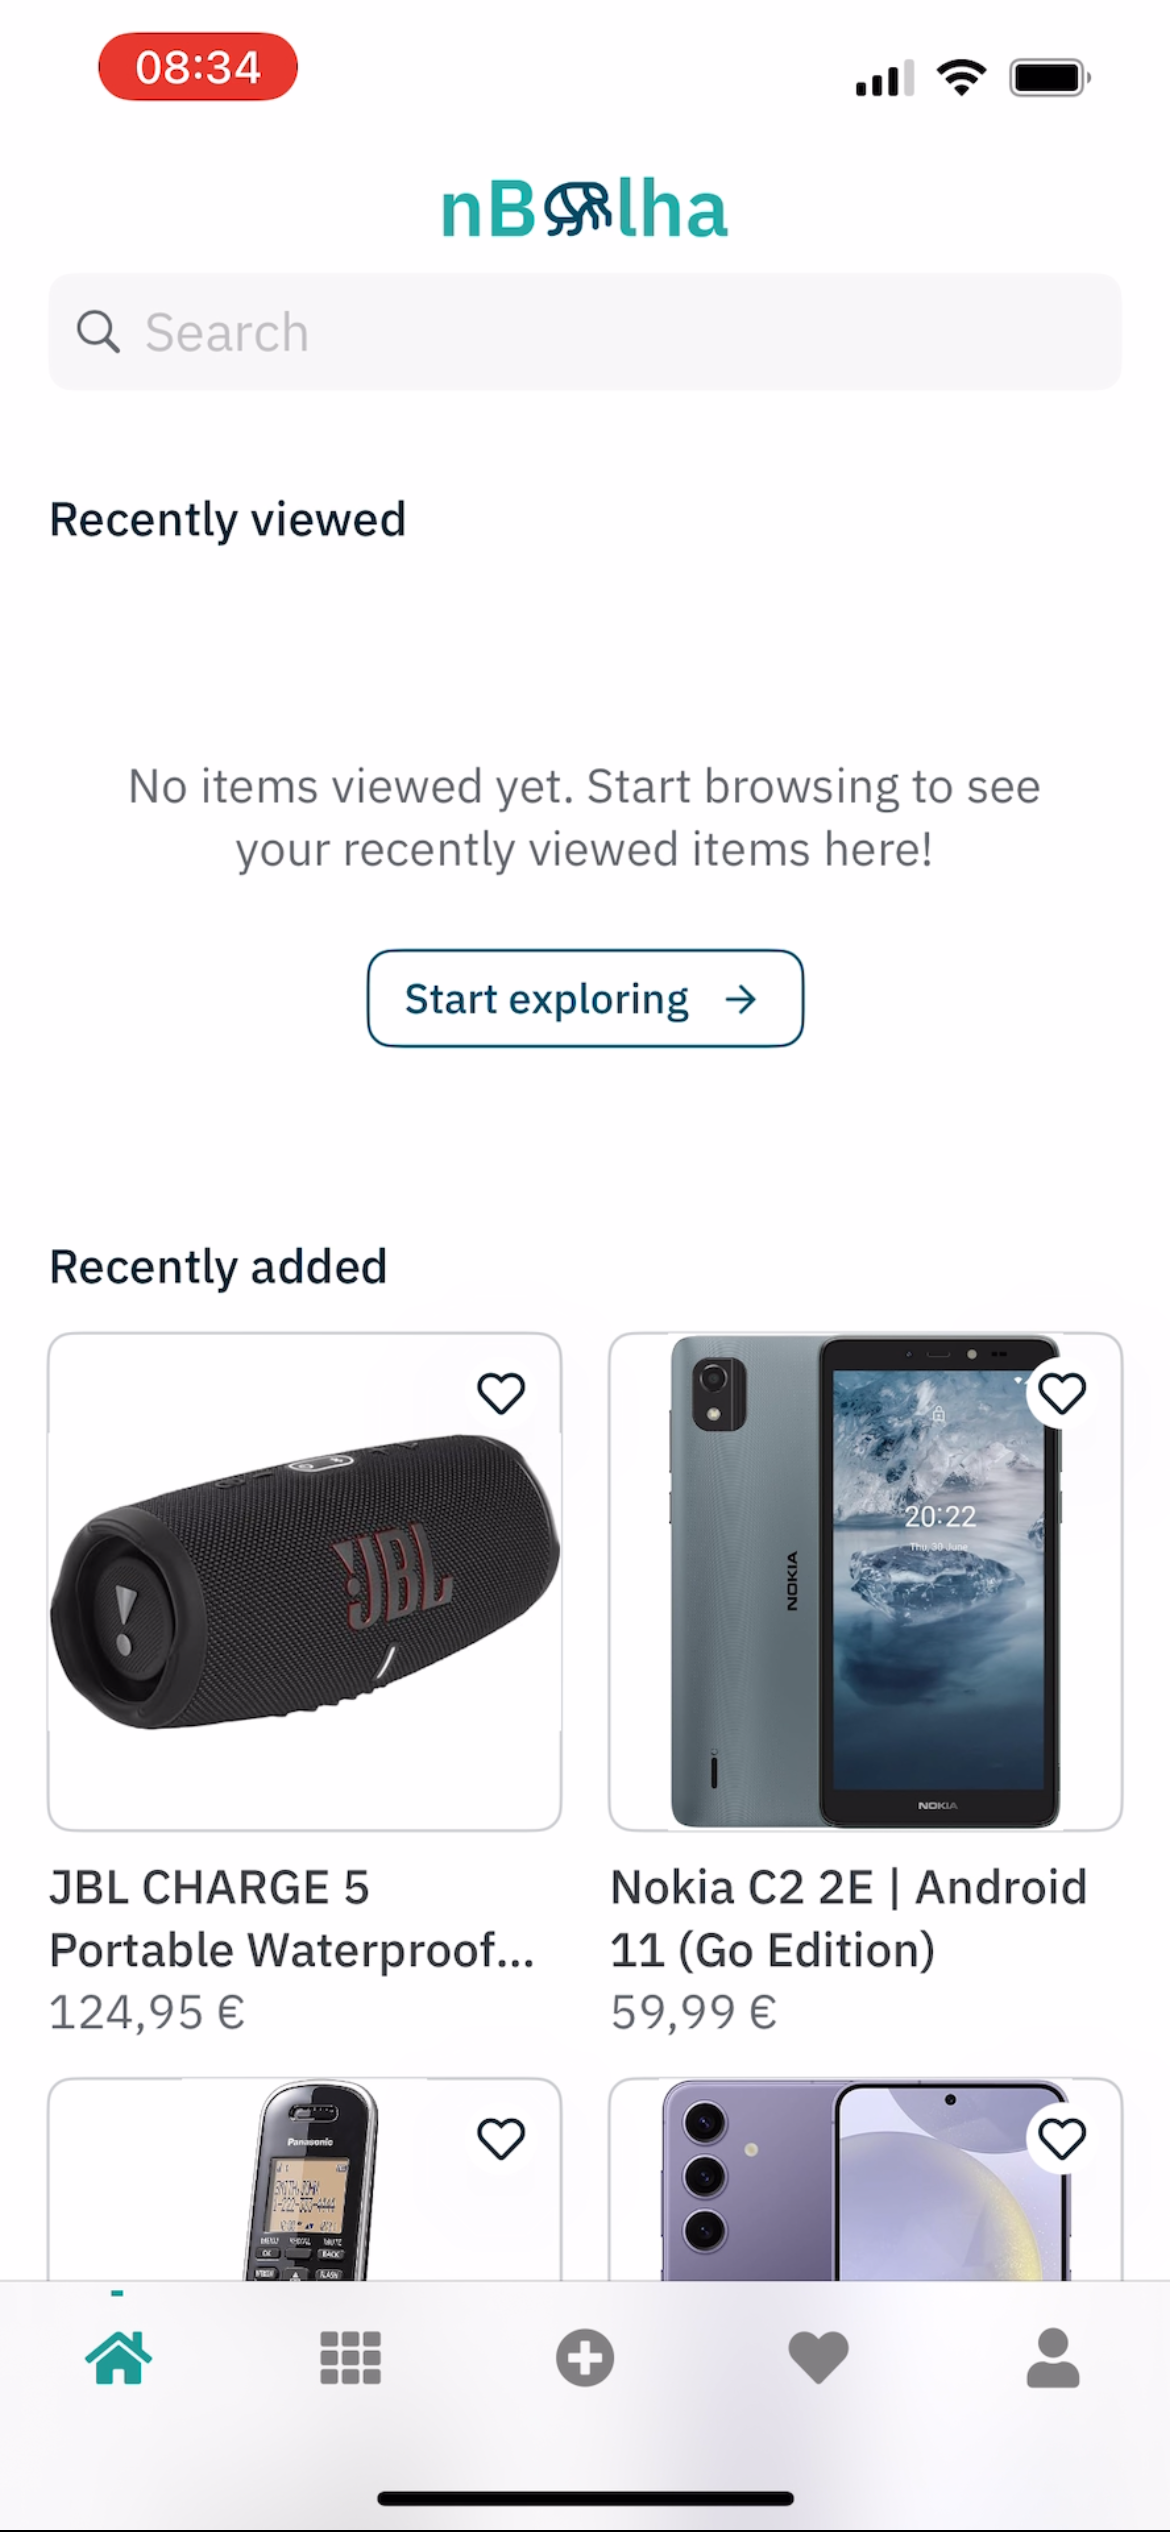 08:34
nB lha
Search
Recently viewed
No items viewed yet. Start browsing to see
your recently viewed items here!
Start exploring
Recently added
JBL
NOKIA
20:22
Thu, 30 June
NOKIA
JBL CHARGE 5
Portable Waterproof...
124,95 €
Nokia C2 2E | Android
11 (Go Edition)
59,99 €
Panasonic